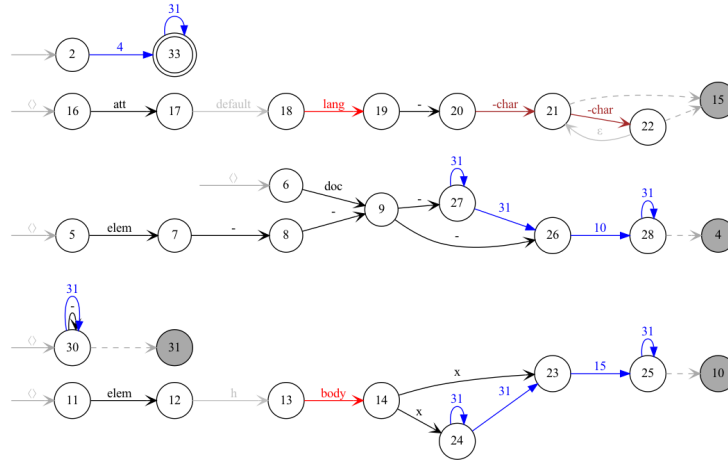 31
2 4 33
⟨⟩ 16 att 17 default 18 lang 19 - 20 -char 21 -char 22 ε 15
⟨⟩ 6 doc 31 31
5 elem 7 - 8 - 9 - 27 31 - 26 10 28 4
⟨⟩
31
-
⟨⟩ 30 31
⟨⟩ 11 elem 12 h 13 body 14 x x 31 24 31 23 15 31 25 10